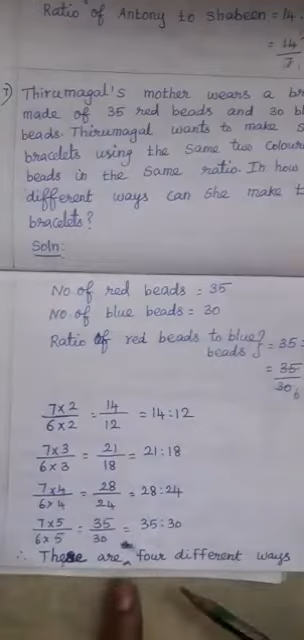 Ratio of Antony to Shabeen = 14:
= 14
7
7) Thirumagal's mother wears a br
made of 35 red beads and 30 bl
beads. Thirumagal wants to make s
bracelets using the same two colour
beads in the same ratio. In how
different ways can she make t
bracelets?
Soln:
No of red beads = 35
No of blue beads = 30
Ratio of red beads to blue beads } = 35:
= 35
30 6
7×2/6×2 = 14/12 = 14:12
7×3/6×3 = 21/18 = 21:18
7×4/6×4 = 28/24 = 28:24
7×5/6×5 = 35/30 = 35:30
∴ These are four different ways